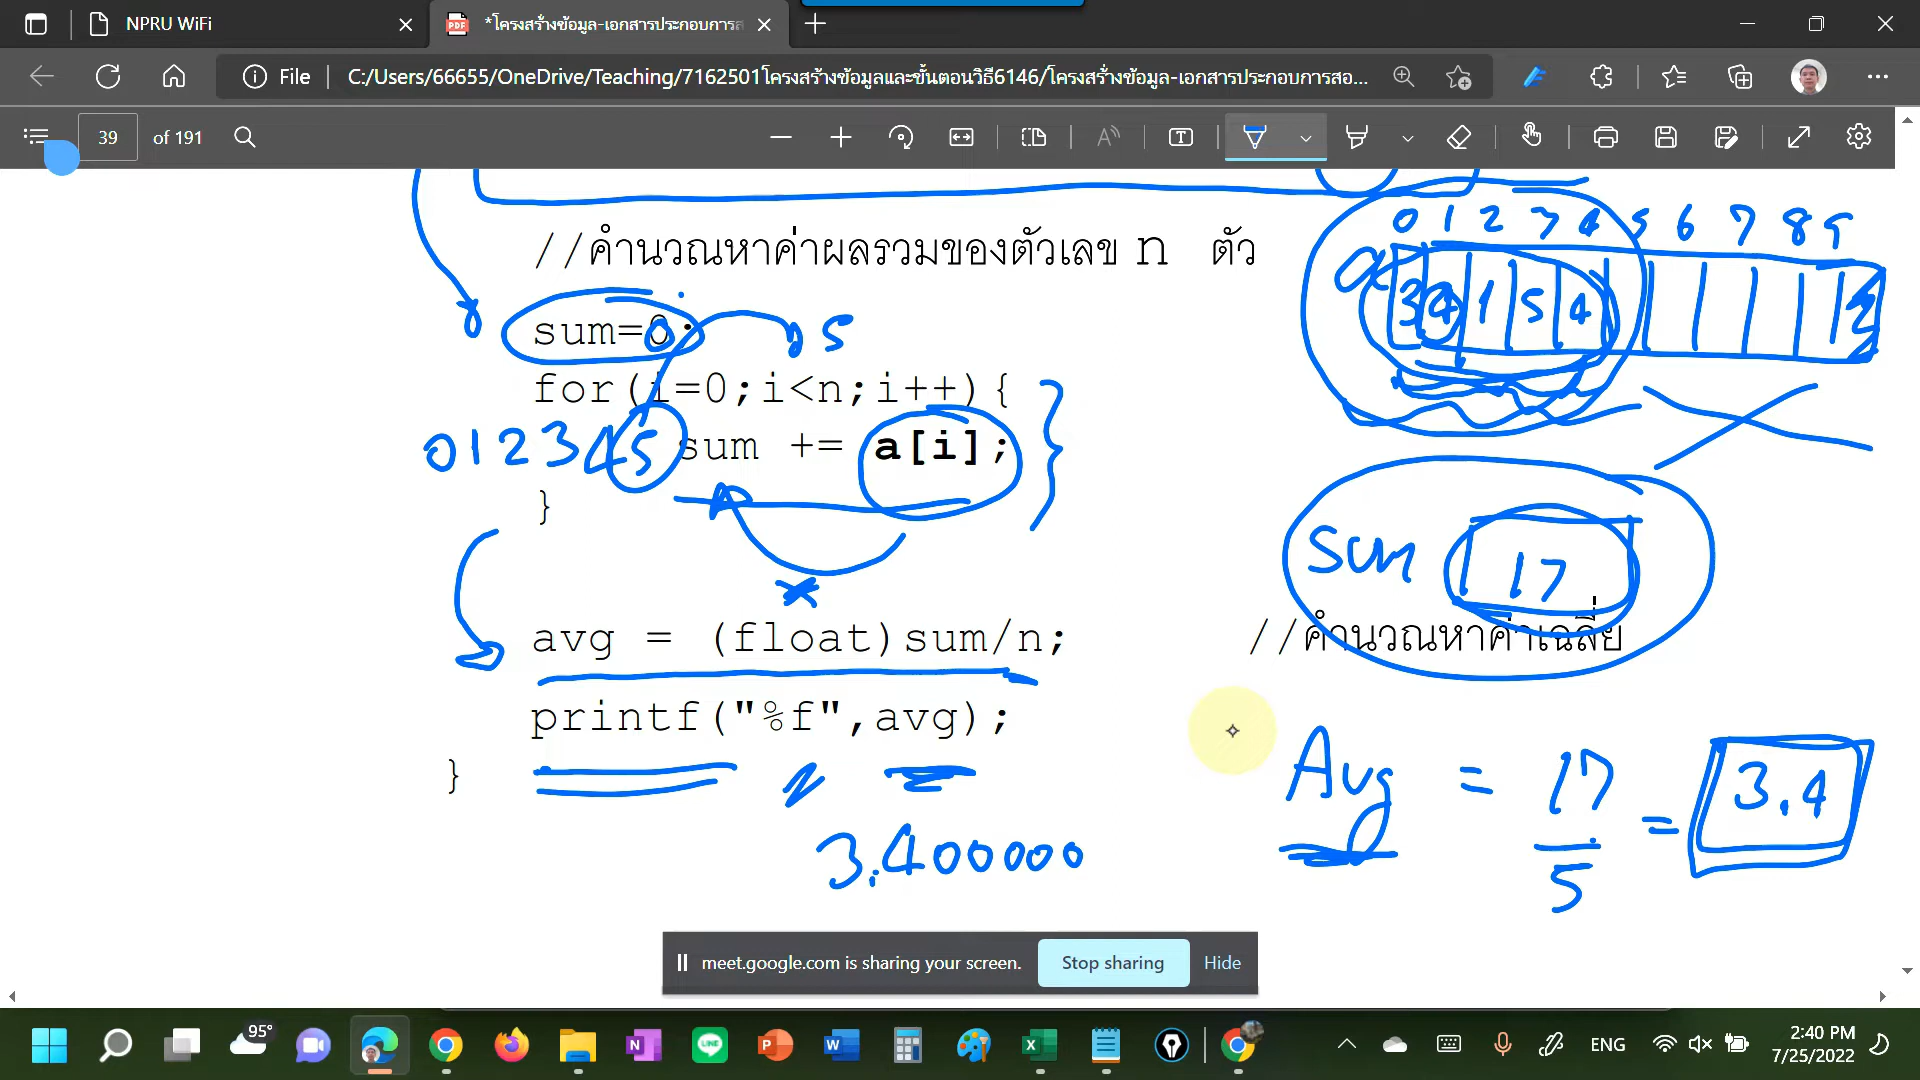 NPRU WiFi
*โครงสร้างข้อมูล-เอกสารประกอบการส
File
C:/Users/66655/OneDrive/Teaching/7162501โครงสร้างข้อมูลและขั้นตอนวิธี6146/โครงสร้างข้อมูล-เอกสารประกอบการสอ...
39 of 191
0 1 2 3 4 5 6 7 8 9
//คำนวณหาค่าผลรวมของตัวเลข n ตัว
a 3 4 1 5 4
sum=0;
5
for(i=0;i<n;i++){
0 1 2 3 4 5
sum += a[i];
}
sum 17
avg = (float)sum/n; //คำนวณหาค่าเฉลี่ย
printf("%f",avg);
}
Avg = 17
= 3.4
5
3.400000
meet.google.com is sharing your screen.
Stop sharing
Hide
95°
ENG
2:40 PM
7/25/2022